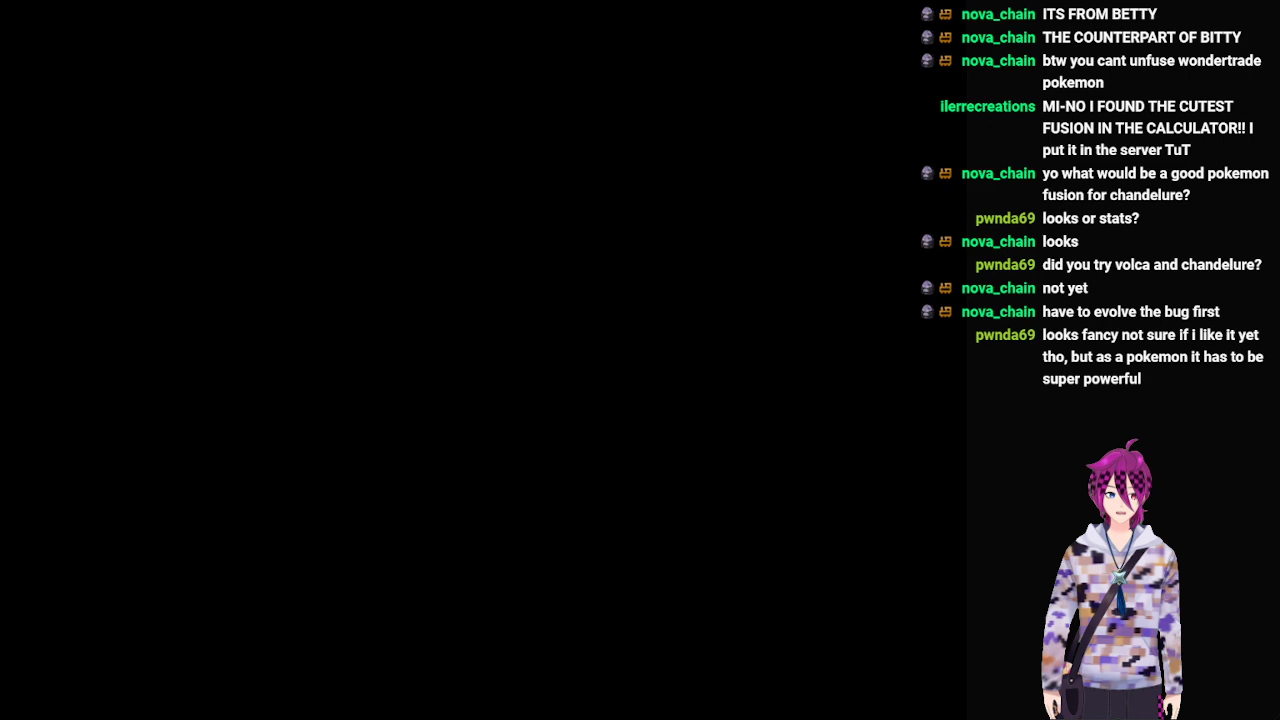 nova_chain ITS FROM BETTY
nova_chain THE COUNTERPART OF BITTY
nova_chain btw you cant unfuse wondertrade
pokemon
ilerrecreations MI-NO I FOUND THE CUTEST
FUSION IN THE CALCULATOR!! I
put it in the server TuT
nova_chain yo what would be a good pokemon
fusion for chandelure?
pwnda69 looks or stats?
nova_chain looks
pwnda69 did you try volca and chandelure?
nova_chain not yet
nova_chain have to evolve the bug first
pwnda69 looks fancy not sure if i like it yet
tho, but as a pokemon it has to be
super powerful